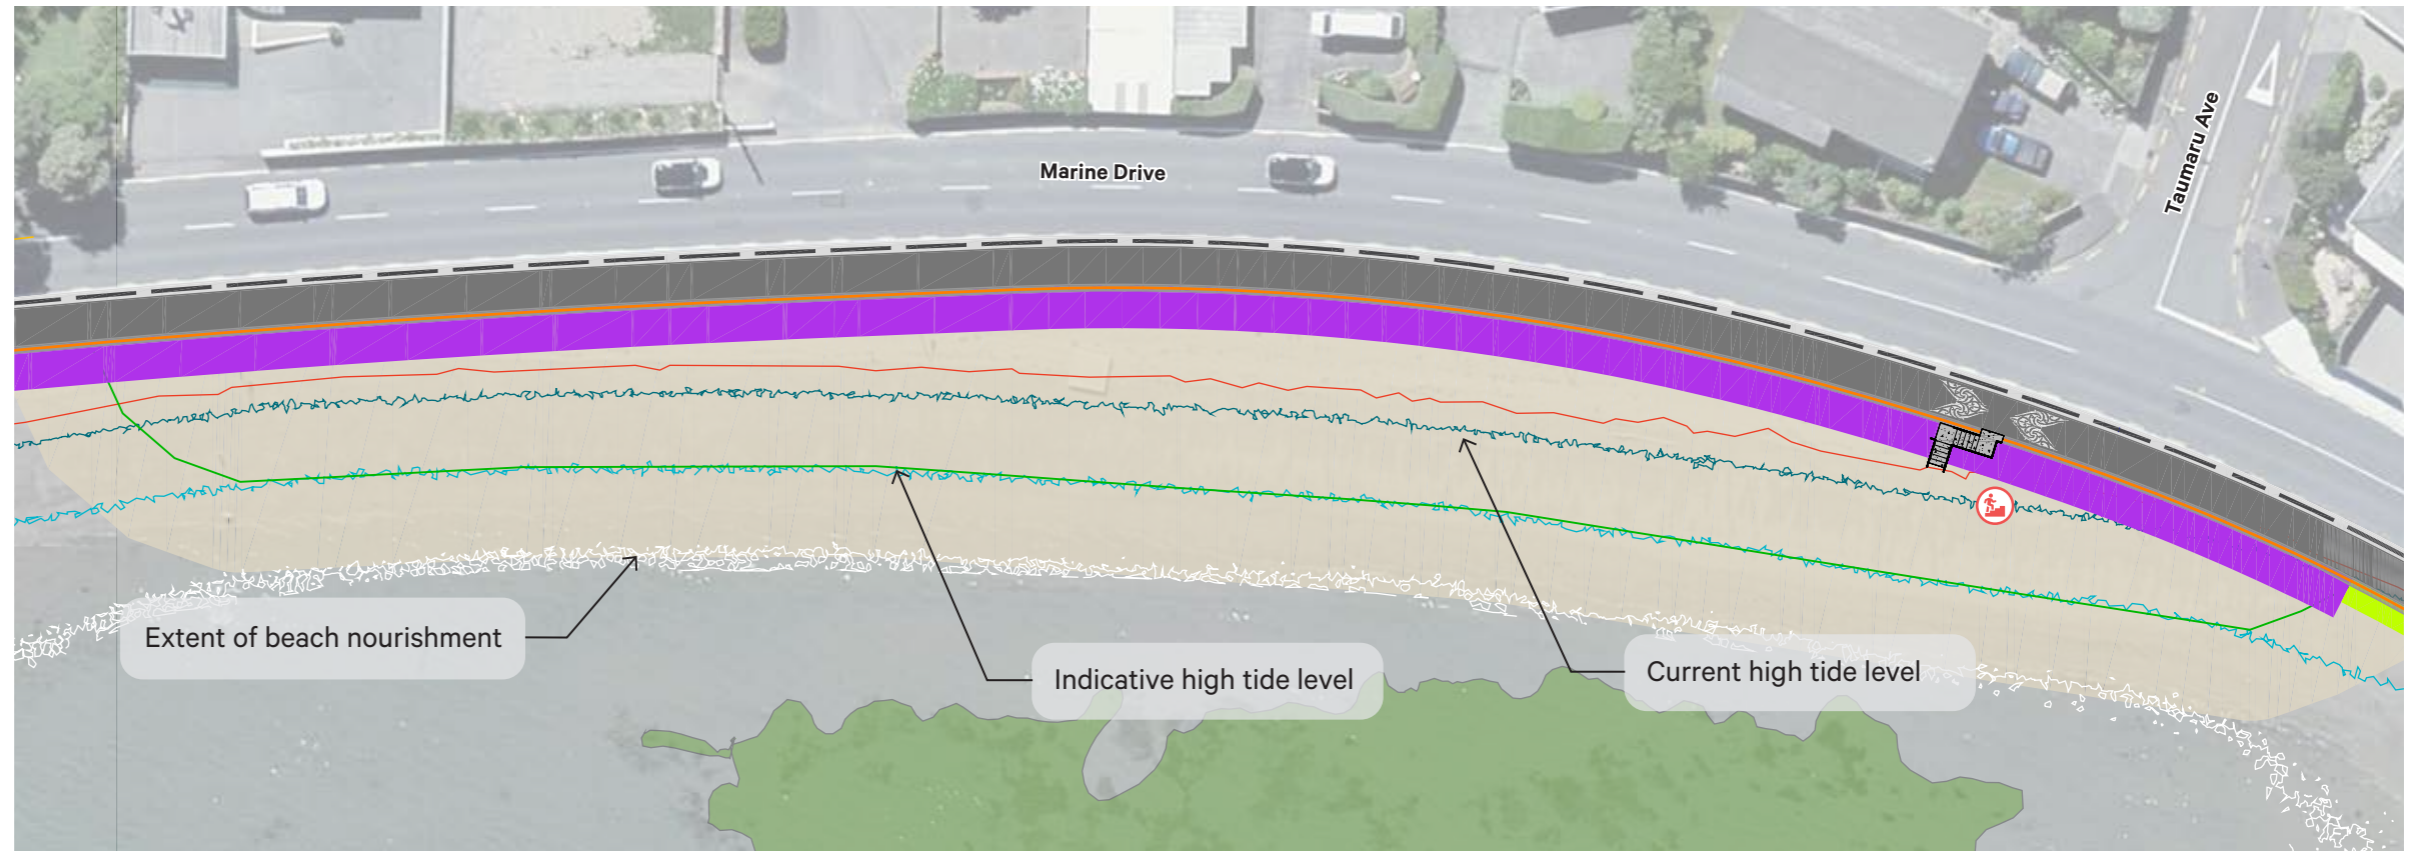 Marine Drive
Taumaru Ave
Extent of beach nourishment
Indicative high tide level
Current high tide level